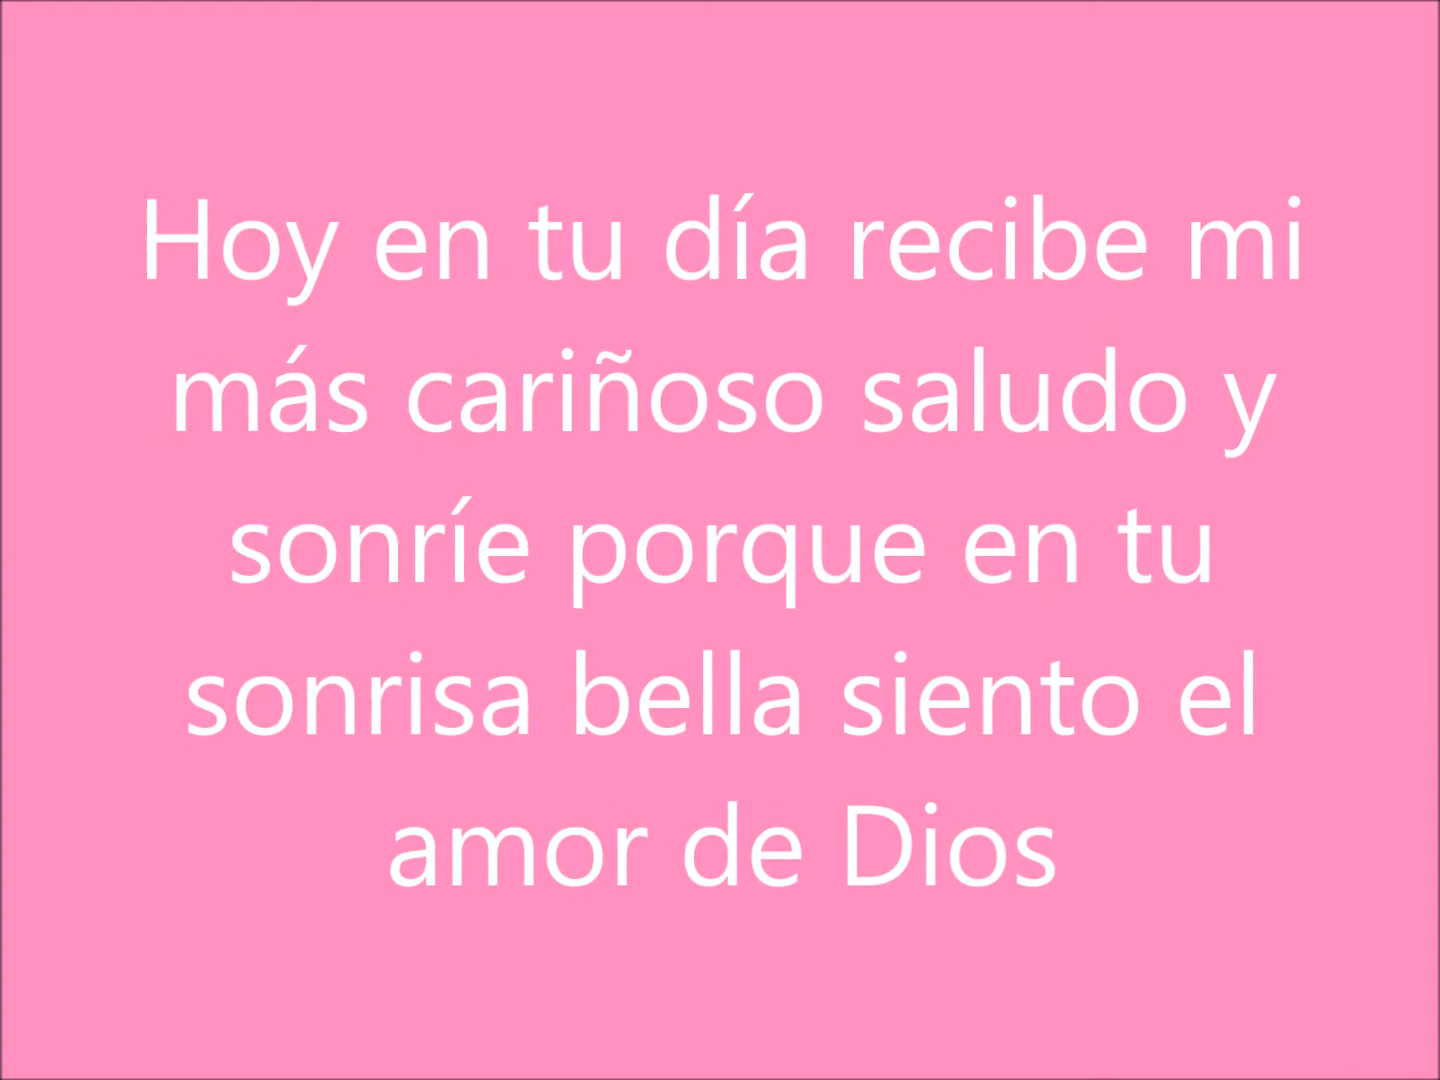 Hoy en tu día recibe mi
más cariñoso saludo y
sonríe porque en tu
sonrisa bella siento el
amor de Dios